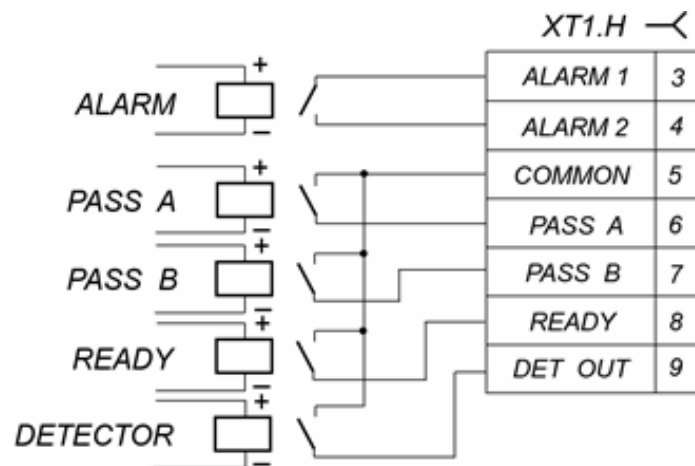 XT1.H
ALARM
+
−
ALARM 1 3
ALARM 2 4
COMMON 5
PASS A
+
−
PASS A 6
PASS B
+
−
PASS B 7
READY
+
−
READY 8
DETECTOR
+
−
DET OUT 9